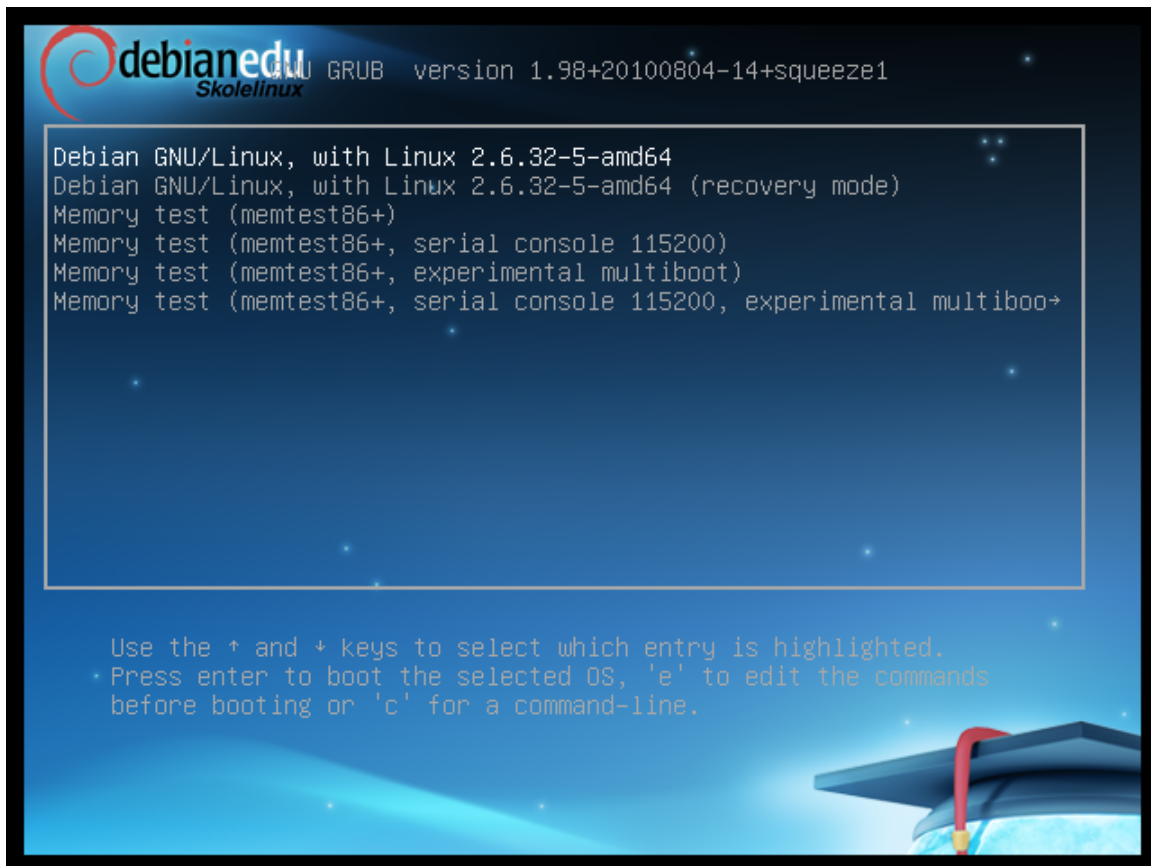 debianedu
Skolelinux
GNU GRUB version 1.98+20100804-14+squeeze1
Debian GNU/Linux, with Linux 2.6.32-5-amd64
Debian GNU/Linux, with Linux 2.6.32-5-amd64 (recovery mode)
Memory test (memtest86+)
Memory test (memtest86+, serial console 115200)
Memory test (memtest86+, experimental multiboot)
Memory test (memtest86+, serial console 115200, experimental multiboo→
Use the ↑ and ↓ keys to select which entry is highlighted.
Press enter to boot the selected OS, 'e' to edit the commands
before booting or 'c' for a command-line.